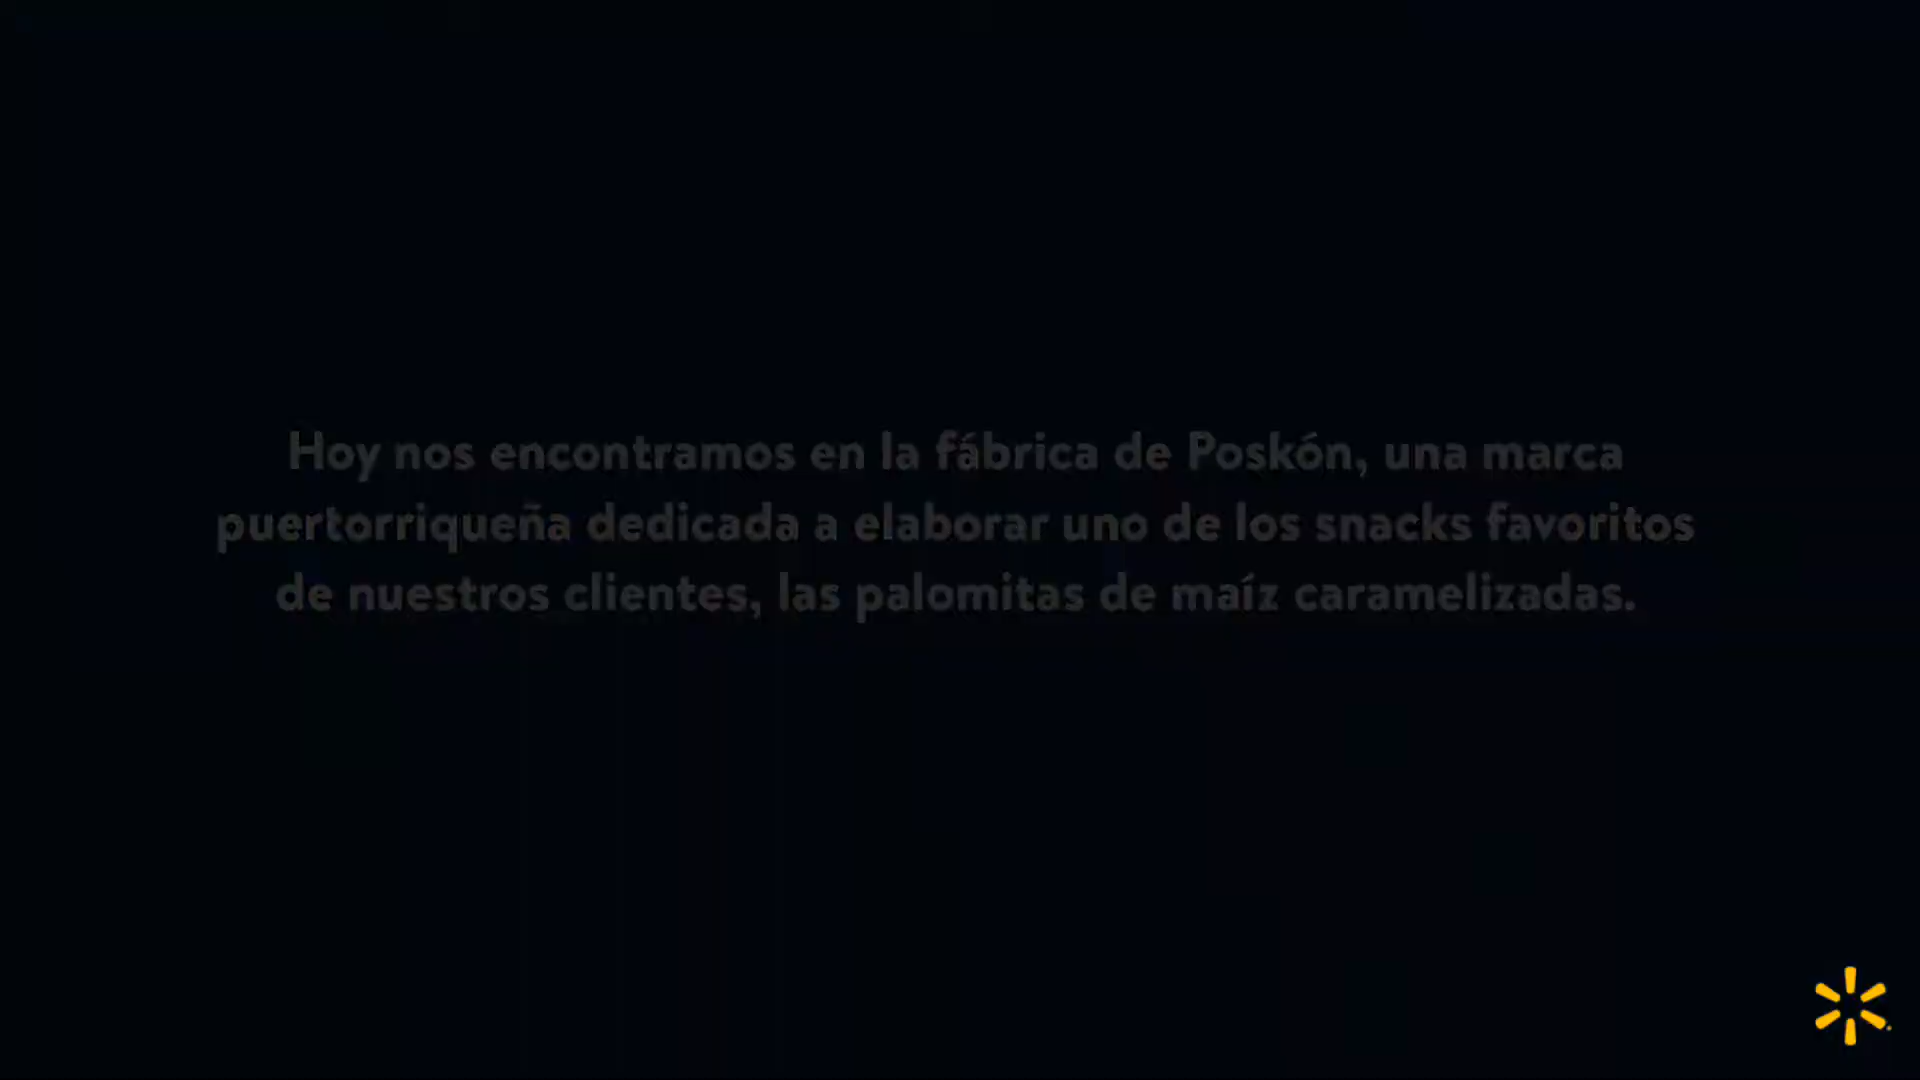 Hoy nos encontramos en la fábrica de Poskón, una marca
puertorriqueña dedicada a elaborar uno de los snacks favoritos
de nuestros clientes, las palomitas de maíz caramelizadas.